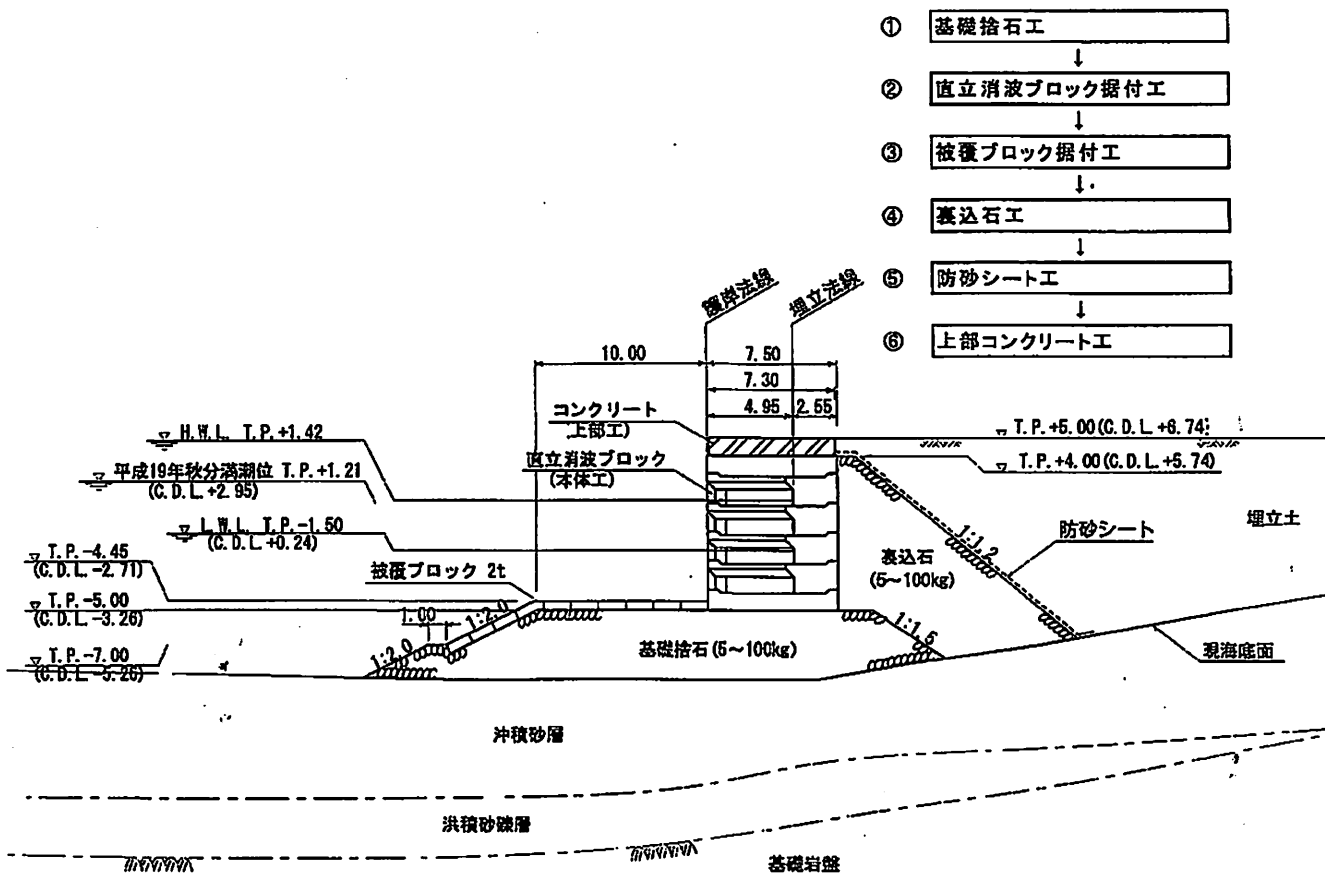 ① 基礎捨石工
↓
② 直立消波ブロック据付工
↓
③ 被覆ブロック据付工
↓
④ 裏込石工
↓
⑤ 防砂シート工
↓
⑥ 上部コンクリート工
護岸法線
埋立法線
10.00
7.50
7.30
4.95
2.55
コンクリート
(上部工)
直立消波ブロック
(本体工)
H.W.L. T.P.+1.42
平成19年秋分満潮位 T.P.+1.21
(C.D.L.+2.95)
L.W.L. T.P.-1.50
(C.D.L.+0.24)
T.P.-4.45
(C.D.L.-2.71)
T.P.-5.00
(C.D.L.-3.26)
T.P.-7.00
(C.D.L.-5.26)
被覆ブロック 2t
1.00
1:2.0
1:2.0
T.P.+5.00(C.D.L.+6.74)
T.P.+4.00(C.D.L.+5.74)
1:1.2
防砂シート
埋立土
裏込石
(5~100kg)
1:1.5
基礎捨石(5~100kg)
現海底面
沖積砂層
洪積砂礫層
基礎岩盤